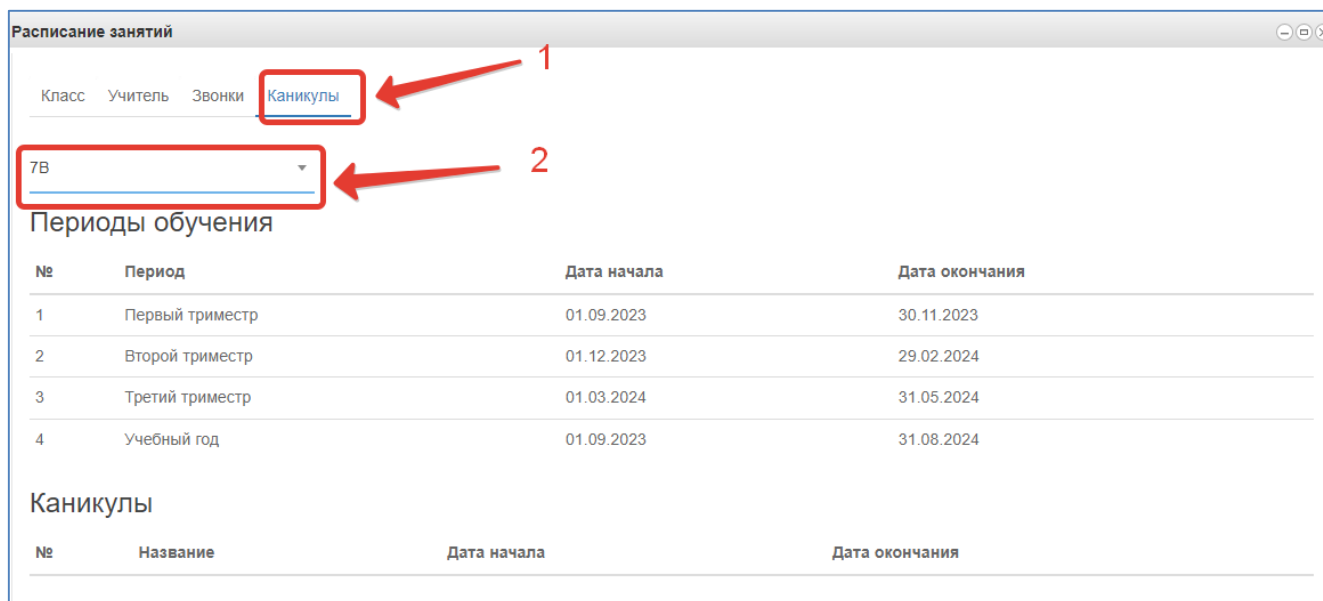 Расписание занятий
1
Класс Учитель Звонки Каникулы
7В
2
Периоды обучения
№ Период Дата начала Дата окончания
1 Первый триместр 01.09.2023 30.11.2023
2 Второй триместр 01.12.2023 29.02.2024
3 Третий триместр 01.03.2024 31.05.2024
4 Учебный год 01.09.2023 31.08.2024
Каникулы
№ Название Дата начала Дата окончания